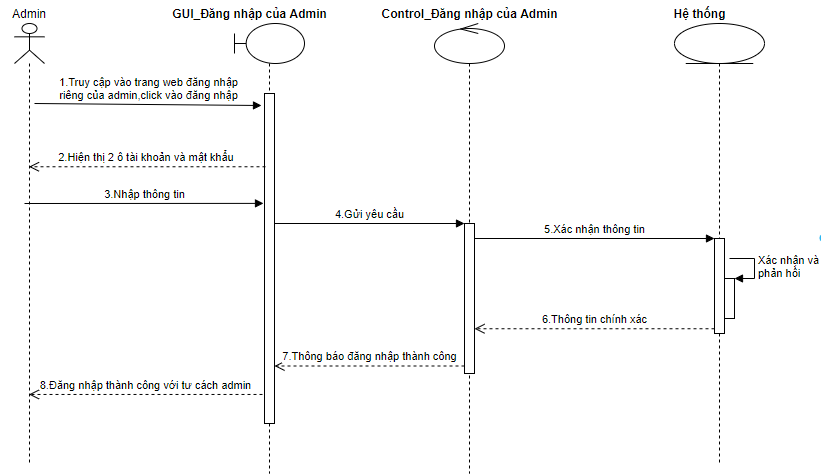 Admin
GUI_Đăng nhập của Admin
Control_Đăng nhập của Admin
Hệ thống
1.Truy cập vào trang web đăng nhập
riêng của admin,click vào đăng nhập
2.Hiện thị 2 ô tài khoản và mật khẩu
3.Nhập thông tin
4.Gửi yêu cầu
5.Xác nhận thông tin
Xác nhận và
phản hồi
6.Thông tin chính xác
7.Thông báo đăng nhập thành công
8.Đăng nhập thành công với tư cách admin